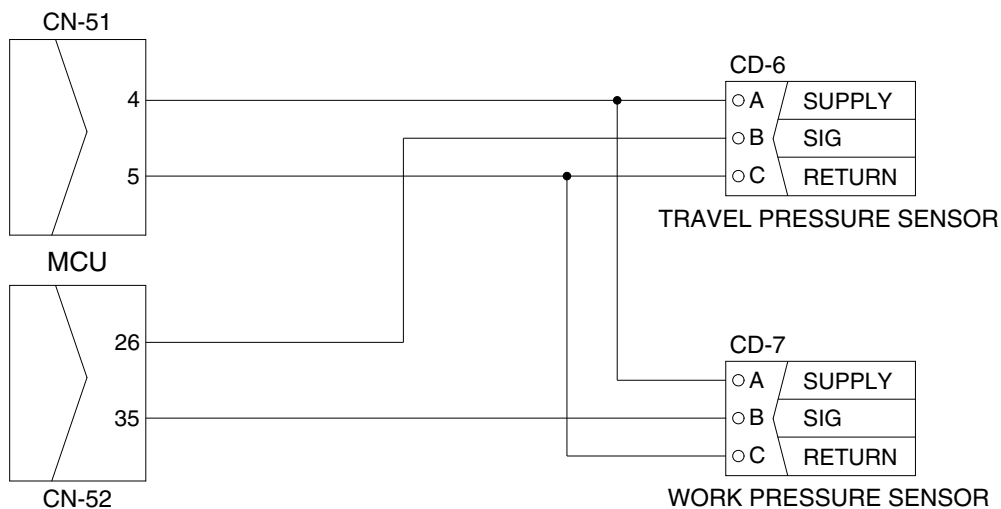 CN-51
4
5
MCU
26
35
CN-52
CD-6
A SUPPLY
B SIG
C RETURN
TRAVEL PRESSURE SENSOR
CD-7
A SUPPLY
B SIG
C RETURN
WORK PRESSURE SENSOR